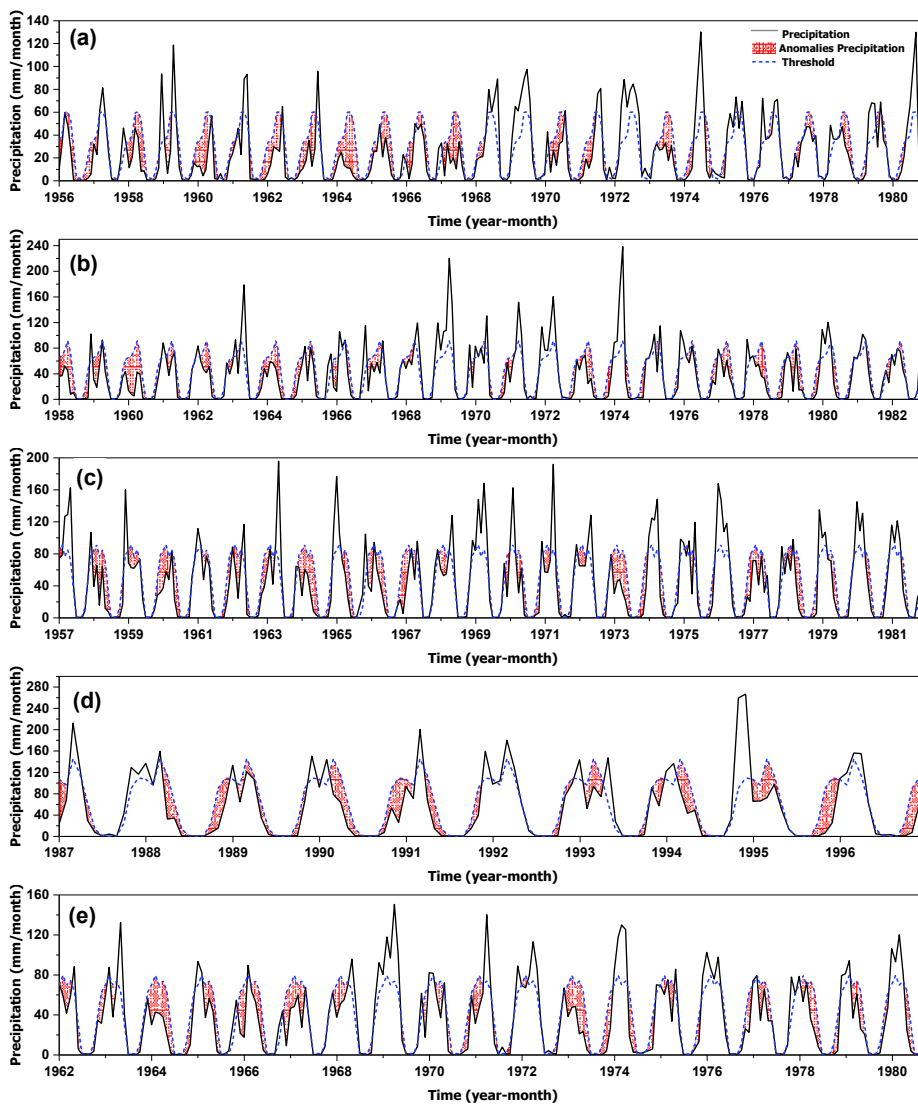 (a)
Precipitation (mm/month)
140
120
100
80
60
40
20
0
Precipitation
Anomalies Precipitation
Threshold
1956 1958 1960 1962 1964 1966 1968 1970 1972 1974 1976 1978 1980
Time (year-month)
(b)
Precipitation (mm/month)
240
200
160
120
80
40
0
1958 1960 1962 1964 1966 1968 1970 1972 1974 1976 1978 1980 1982
Time (year-month)
(c)
Precipitation (mm/month)
200
160
120
80
40
0
1957 1959 1961 1963 1965 1967 1969 1971 1973 1975 1977 1979 1981
Time (year-month)
(d)
Precipitation (mm/month)
280
240
200
160
120
80
40
0
1987 1988 1989 1990 1991 1992 1993 1994 1995 1996
Time (year-month)
(e)
Precipitation (mm/month)
160
120
80
40
0
1962 1964 1966 1968 1970 1972 1974 1976 1978 1980
Time (year-month)